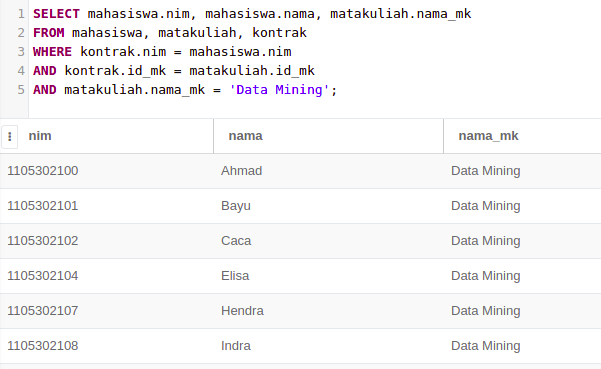 1 SELECT mahasiswa.nim, mahasiswa.nama, matakuliah.nama_mk
2 FROM mahasiswa, matakuliah, kontrak
3 WHERE kontrak.nim = mahasiswa.nim
4 AND kontrak.id_mk = matakuliah.id_mk
5 AND matakuliah.nama_mk = 'Data Mining';
nim nama nama_mk
1105302100 Ahmad Data Mining
1105302101 Bayu Data Mining
1105302102 Caca Data Mining
1105302104 Elisa Data Mining
1105302107 Hendra Data Mining
1105302108 Indra Data Mining